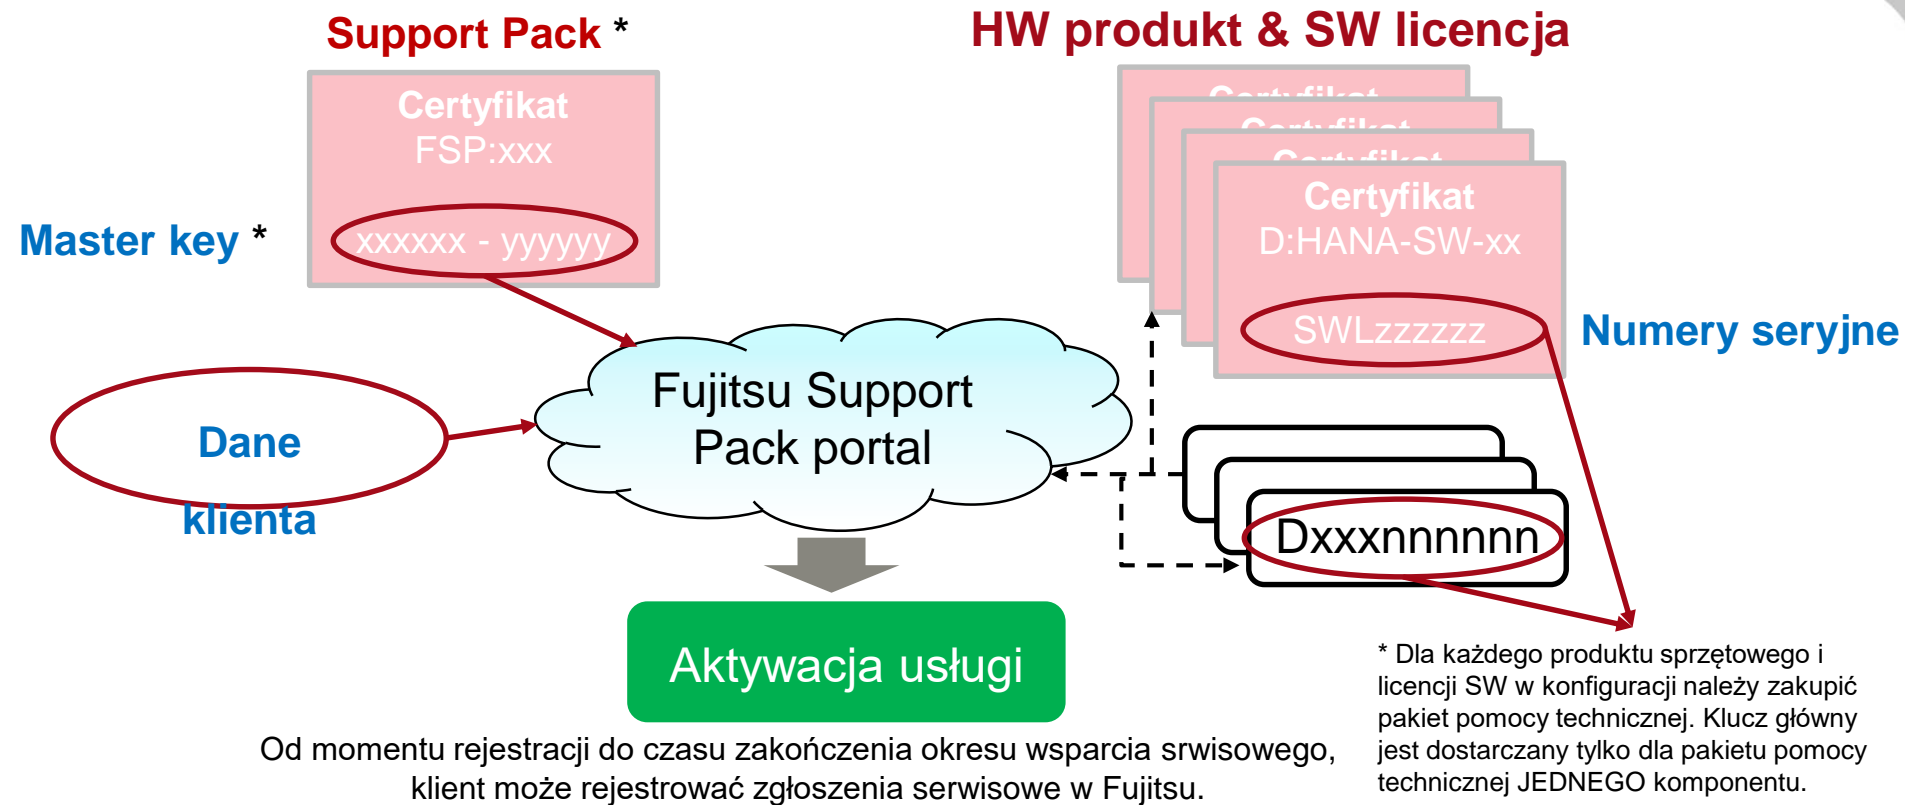 Support Pack *
HW produkt & SW licencja
Certyfikat
FSP:xxx
xxxxxx - yyyyyy
Master key *
Certyfikat
Certyfikat
Certyfikat
Certyfikat
D:HANA-SW-xx
SWLzzzzzz
Numery seryjne
Fujitsu Support
Pack portal
Dane
klienta
Dxxxnnnnnn
Aktywacja usługi
Od momentu rejestracji do czasu zakończenia okresu wsparcia srwisowego,
klient może rejestrować zgłoszenia serwisowe w Fujitsu.
* Dla każdego produktu sprzętowego i
licencji SW w konfiguracji należy zakupić
pakiet pomocy technicznej. Klucz główny
jest dostarczany tylko dla pakietu pomocy
technicznej JEDNEGO komponentu.